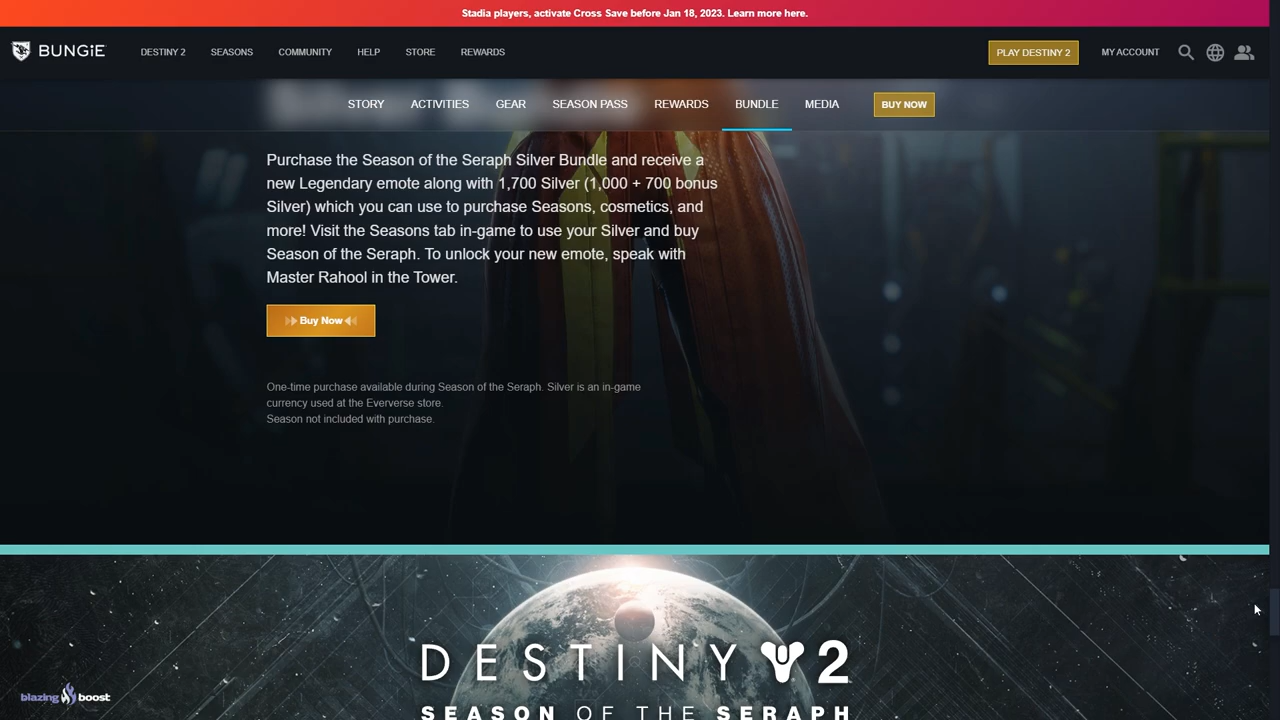 Stadia players, activate Cross Save before Jan 18, 2023. Learn more here.
BUNGiE
DESTINY 2 SEASONS COMMUNITY HELP STORE REWARDS
PLAY DESTINY 2 MY ACCOUNT
STORY ACTIVITIES GEAR SEASON PASS REWARDS BUNDLE MEDIA BUY NOW
Purchase the Season of the Seraph Silver Bundle and receive a
new Legendary emote along with 1,700 Silver (1,000 + 700 bonus
Silver) which you can use to purchase Seasons, cosmetics, and
more! Visit the Seasons tab in-game to use your Silver and buy
Season of the Seraph. To unlock your new emote, speak with
Master Rahool in the Tower.
Buy Now
One-time purchase available during Season of the Seraph. Silver is an in-game
currency used at the Eververse store.
Season not included with purchase.
DESTINY 2
SEASON OF THE SERAPH
blazing boost